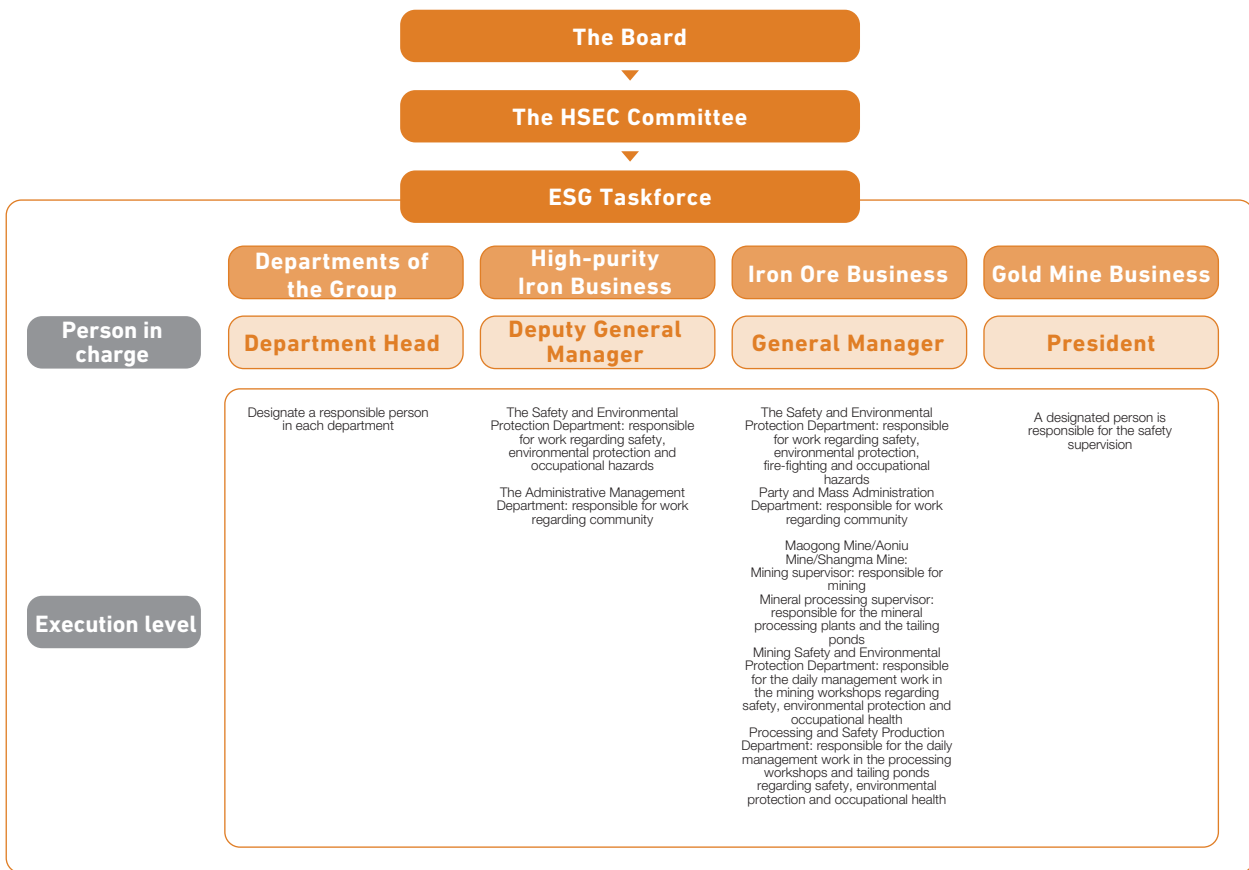 The Board
The HSEC Committee
ESG Taskforce
Departments of
the Group
High-purity
Iron Business
Iron Ore Business
Gold Mine Business
Person in
charge
Department Head
Deputy General
Manager
General Manager
President
Execution level
Designate a responsible person
in each department
The Safety and Environmental
Protection Department: responsible
for work regarding safety,
environmental protection and
occupational hazards
The Administrative Management
Department: responsible for work
regarding community
The Safety and Environmental
Protection Department: responsible
for work regarding safety,
environmental protection,
fire-fighting and occupational
hazards
Party and Mass Administration
Department: responsible for work
regarding community
Maogong Mine/Aoniu
Mine/Shangma Mine:
Mining supervisor: responsible for
mining
Mineral processing supervisor:
responsible for the mineral
processing plants and the tailing
ponds
Mining Safety and Environmental
Protection Department: responsible
for the daily management work in
the mining workshops regarding
safety, environmental protection and
occupational health
Processing and Safety Production
Department: responsible for the daily
management work in the processing
workshops and tailing ponds
regarding safety, environmental
protection and occupational health
A designated person is
responsible for the safety
supervision